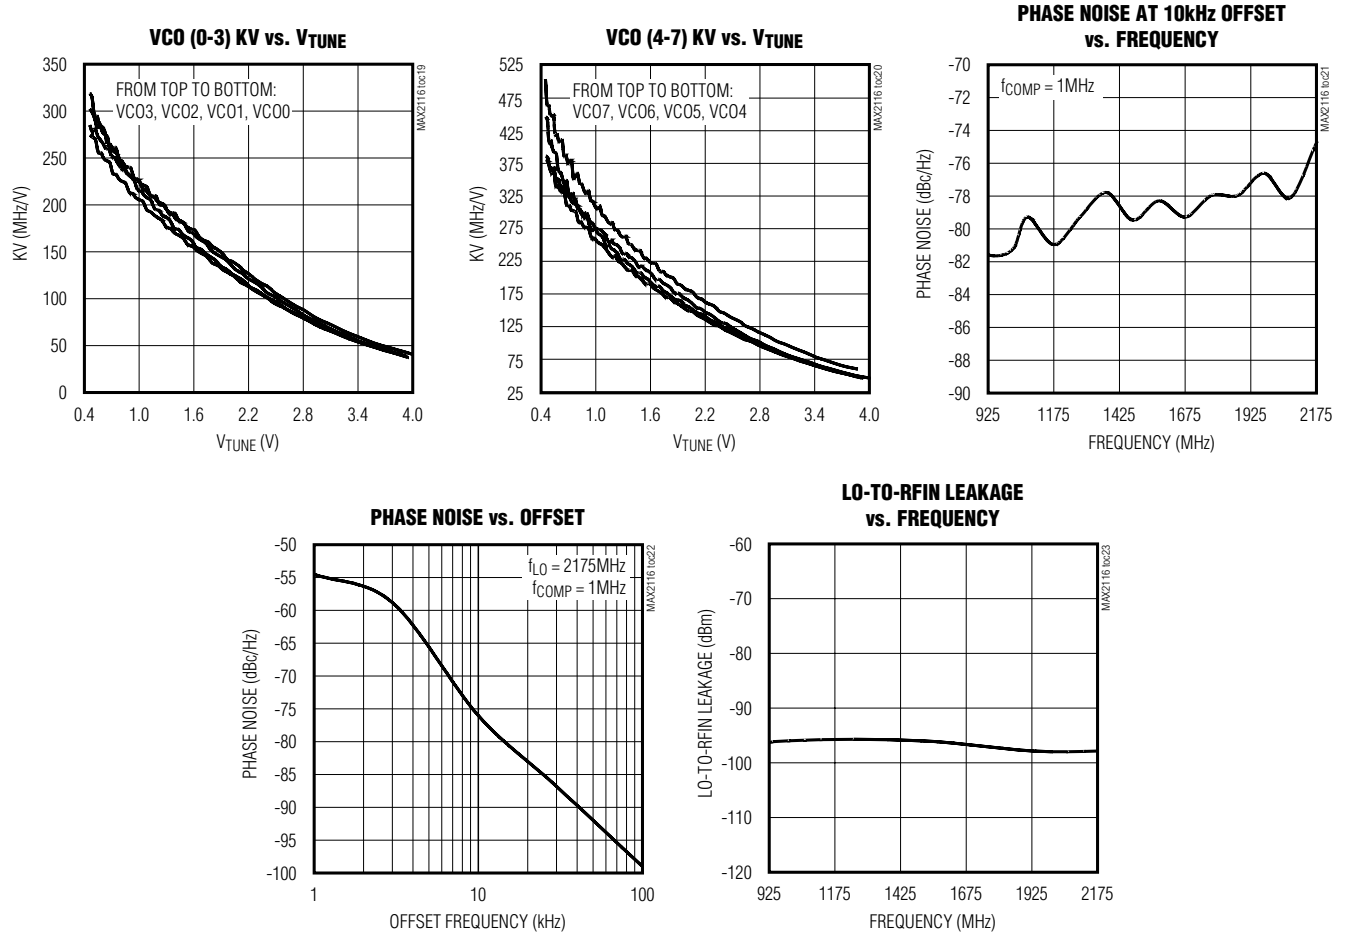 VCO (0-3) KV vs. VTUNE
350
300
250
200
150
100
50
0
KV (MHz/V)
FROM TOP TO BOTTOM:
VCO3, VCO2, VCO1, VCO0
MAX2116 toc19
0.4 1.0 1.6 2.2 2.8 3.4 4.0
VTUNE (V)
VCO (4-7) KV vs. VTUNE
525
475
425
375
325
275
225
175
125
75
25
KV (MHz/V)
FROM TOP TO BOTTOM:
VCO7, VCO6, VCO5, VCO4
MAX2116 toc20
0.4 1.0 1.6 2.2 2.8 3.4 4.0
VTUNE (V)
PHASE NOISE AT 10kHz OFFSET
vs. FREQUENCY
-70
-72
-74
-76
-78
-80
-82
-84
-86
-88
-90
PHASE NOISE (dBc/Hz)
fCOMP = 1MHz
MAX2116 toc21
925 1175 1425 1675 1925 2175
FREQUENCY (MHz)
PHASE NOISE vs. OFFSET
-50
-55
-60
-65
-70
-75
-80
-85
-90
-95
-100
PHASE NOISE (dBc/Hz)
fLO = 2175MHz
fCOMP = 1MHz
MAX2116 toc22
1 10 100
OFFSET FREQUENCY (kHz)
LO-TO-RFIN LEAKAGE
vs. FREQUENCY
-60
-70
-80
-90
-100
-110
-120
LO-TO-RFIN LEAKAGE (dBm)
MAX2116 toc23
925 1175 1425 1675 1925 2175
FREQUENCY (MHz)